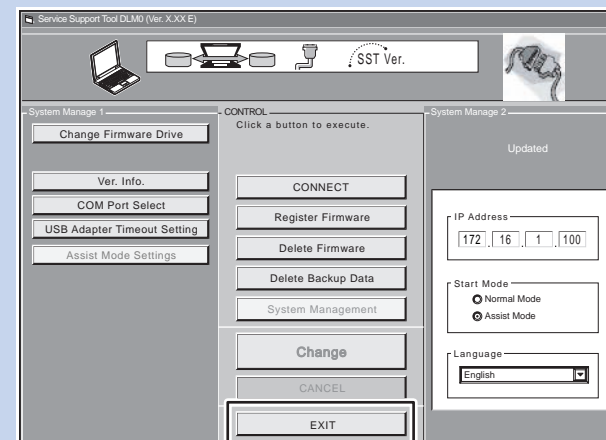 Service Support Tool DLM0 (Ver. X.XX E)
SST Ver.
System Manage 1
Change Firmware Drive
Ver. Info.
COM Port Select
USB Adapter Timeout Setting
Assist Mode Settings
CONTROL
Click a button to execute.
CONNECT
Register Firmware
Delete Firmware
Delete Backup Data
System Management
Change
CANCEL
EXIT
System Manage 2
Updated
IP Address
172 . 16 . 1 . 100
Start Mode
Normal Mode
Assist Mode
Language
English